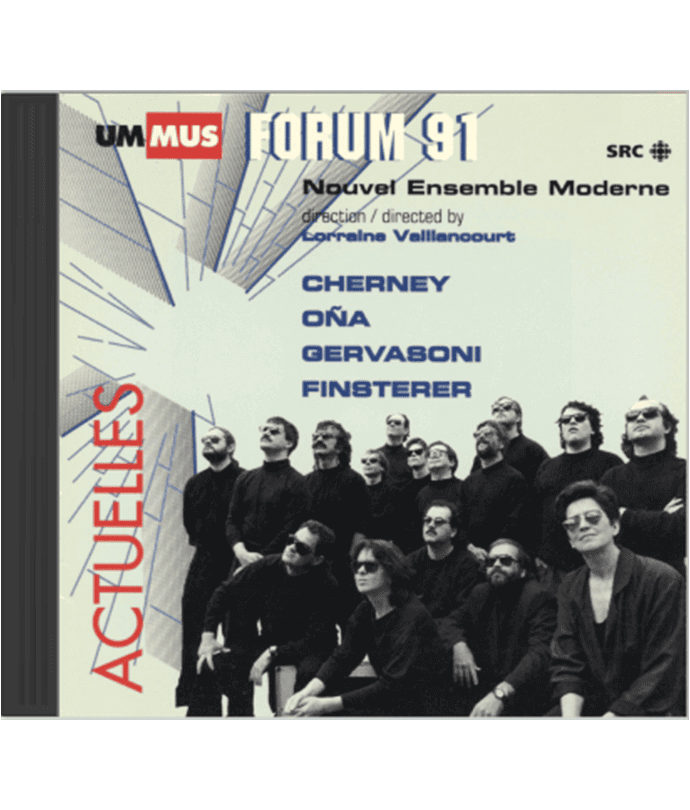 UMMUS FORUM 91
SRC
Nouvel Ensemble Moderne
direction / directed by
Lorraine Vaillancourt
CHERNEY
OÑA
GERVASONI
FINSTERER
ACTUELLES